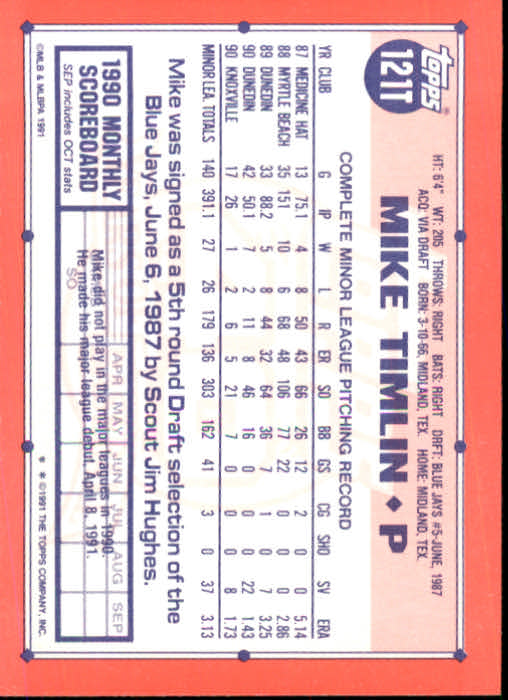 topps®
121T
HT: 6'4" WT: 205 THROWS: RIGHT BATS: RIGHT DRFT: BLUE JAYS #5-JUNE, 1987
ACQ: VIA DRAFT BORN: 3-10-66, MIDLAND, TEX. HOME: MIDLAND, TEX.
MIKE TIMLIN ♦ P
COMPLETE MINOR LEAGUE PITCHING RECORD
YR CLUB G IP W L R ER SO BB GS CG SHO SV ERA
87 MEDICINE HAT 13 75.1 4 8 50 43 66 26 12 2 0 0 5.14
88 MYRTLE BEACH 35 151 10 6 68 48 106 77 22 0 0 0 2.86
89 DUNEDIN 33 88.2 5 8 44 32 64 36 7 1 0 7 3.25
90 DUNEDIN 42 50.1 7 2 11 8 46 16 0 0 0 22 1.43
90 KNOXVILLE 17 26 1 2 6 5 21 7 0 0 0 8 1.73
MINOR LEA. TOTALS 140 391.1 27 26 179 136 303 162 41 3 0 37 3.13
Mike was signed as a 5th round Draft selection of the
Blue Jays, June 6, 1987 by Scout Jim Hughes.
1990 MONTHLY
SCOREBOARD
SEP includes OCT stats
APR MAY JUN JUL AUG SEP
SO
Mike did not play in the major leagues in 1990.
He made his major league debut, April 8, 1991.
©MLB & MLBPA 1991
* * ©1991 THE TOPPS COMPANY, INC.